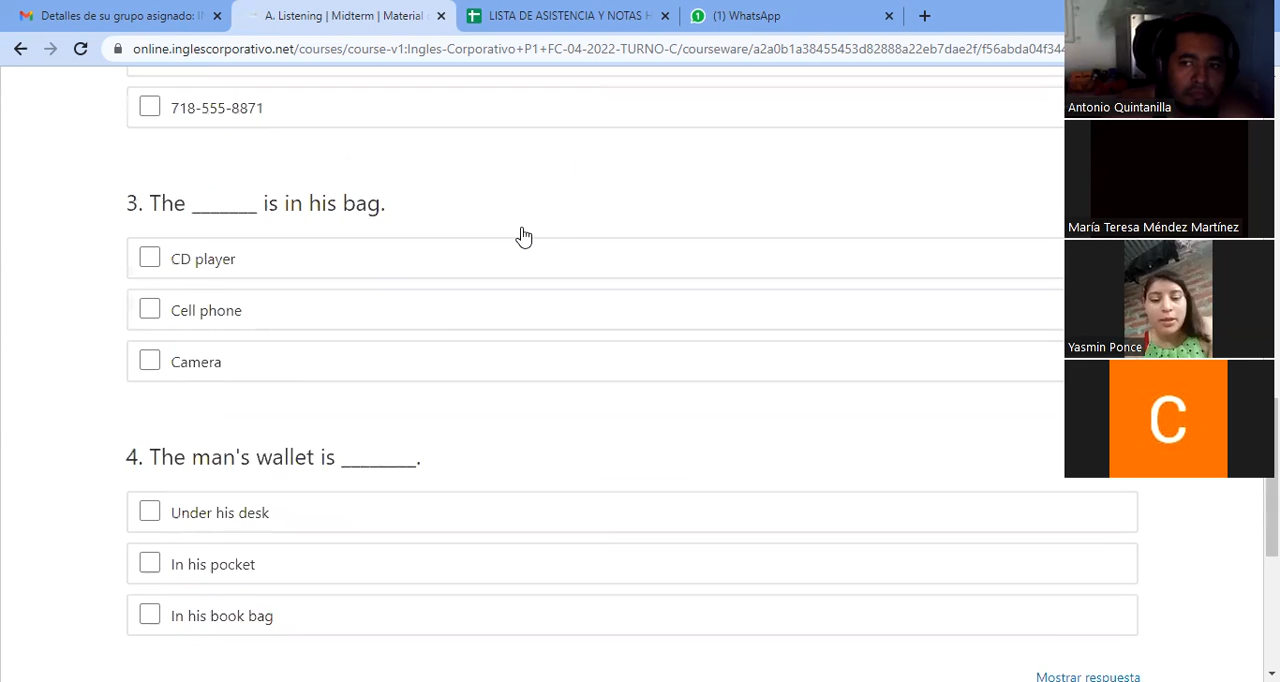 Detalles de su grupo asignado: I
A. Listening | Midterm | Material
LISTA DE ASISTENCIA Y NOTAS
(1) WhatsApp
online.inglescorporativo.net/courses/course-v1:Ingles-Corporativo+P1+FC-04-2022-TURNO-C/courseware/a2a0b1a38455453d82888a22eb7dae2f/f56abda04f344
718-555-8871
3. The _______ is in his bag.
CD player
Cell phone
Camera
4. The man's wallet is ________.
Under his desk
In his pocket
In his book bag
Mostrar respuesta
Antonio Quintanilla
María Teresa Méndez Martínez
Yasmin Ponce
C